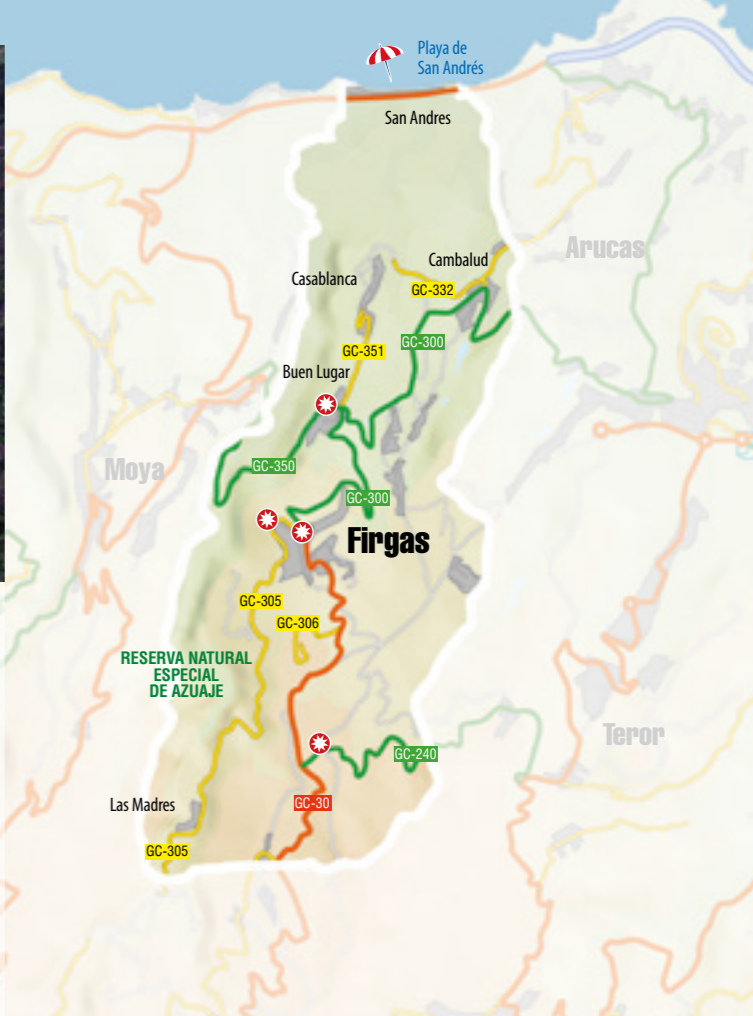 Playa de
San Andrés
San Andres
Arucas
Cambalud
Casablanca
GC-332
GC-300
GC-351
Buen Lugar
Moya
GC-350
GC-300
Firgas
GC-305
GC-306
RESERVA NATURAL
ESPECIAL
DE AZUAJE
Teror
GC-240
Las Madres
GC-30
GC-305